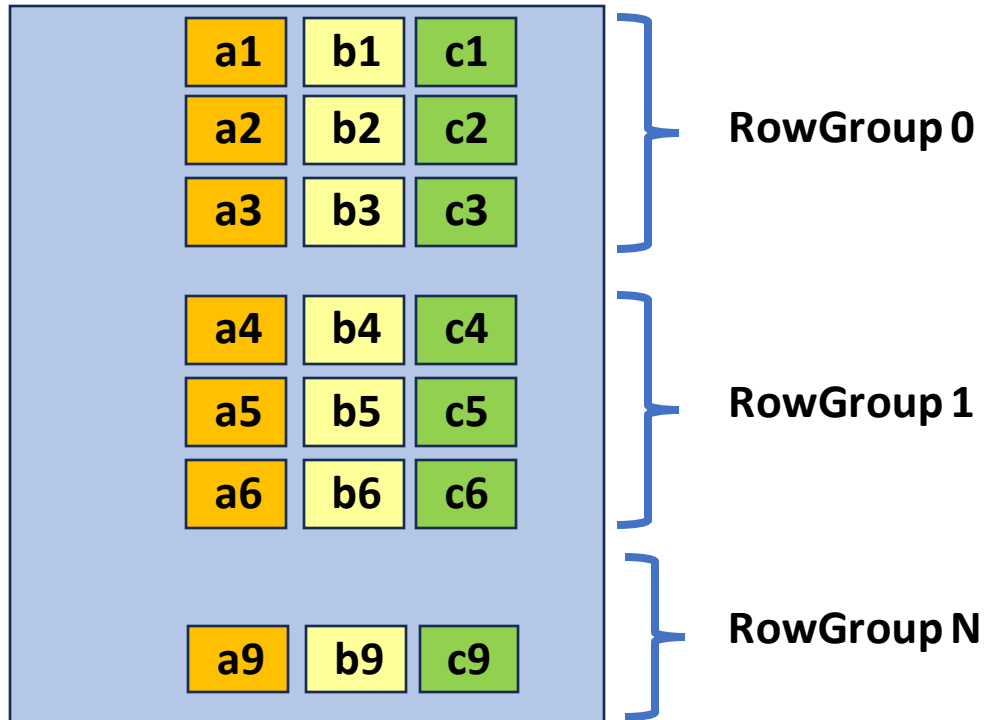 a1 b1 c1
a2 b2 c2
RowGroup 0
a3 b3 c3
a4 b4 c4
a5 b5 c5
RowGroup 1
a6 b6 c6
a9 b9 c9
RowGroup N